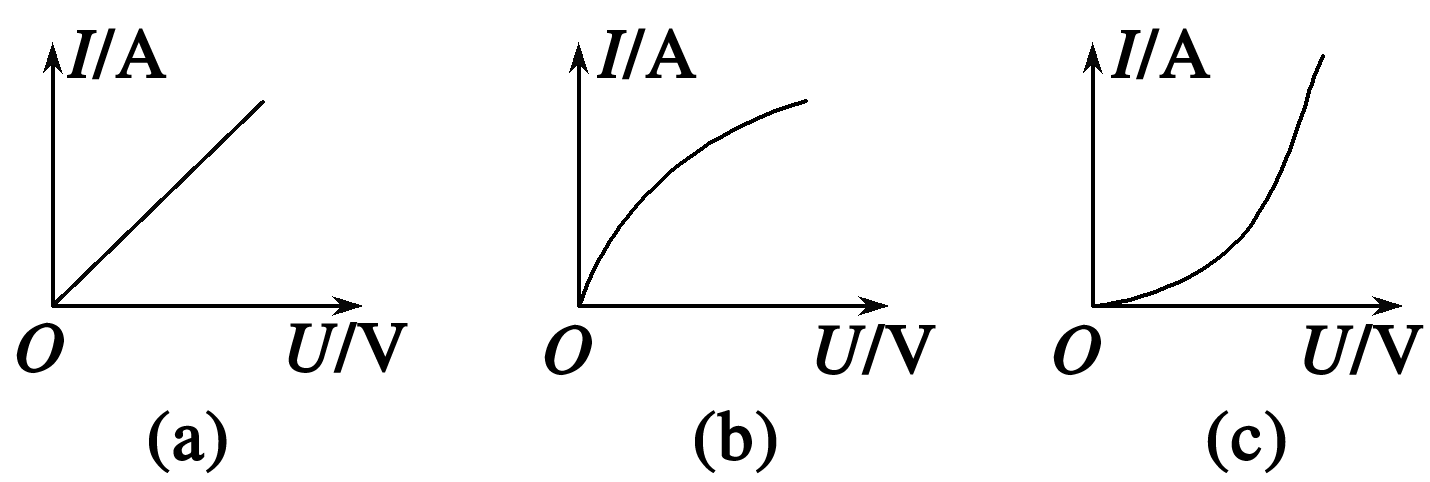 I/A I/A I/A
O U/V O U/V O U/V
(a) (b) (c)